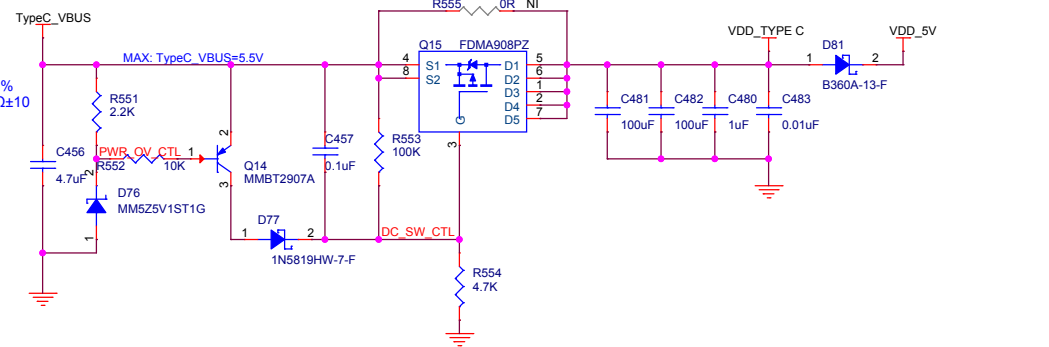 R555
0R
NI
TypeC_VBUS
VDD_TYPE C
VDD_5V
Q15
FDMA908PZ
D81
MAX: TypeC_VBUS=5.5V
4
S1
D1
5
8
S2
D2
6
D3
1
D4
2
D5
7
G
3
1
2
B360A-13-F
%
Ω±10
R551
2.2K
C481
100uF
C482
100uF
C480
1uF
C483
0.01uF
2
PWR_OV_CTL
1
R552
10K
C457
0.1uF
R553
100K
C456
4.7uF
2
Q14
MMBT2907A
3
D76
MM5Z5V1ST1G
1
D77
1
2
1N5819HW-7-F
DC_SW_CTL
R554
4.7K